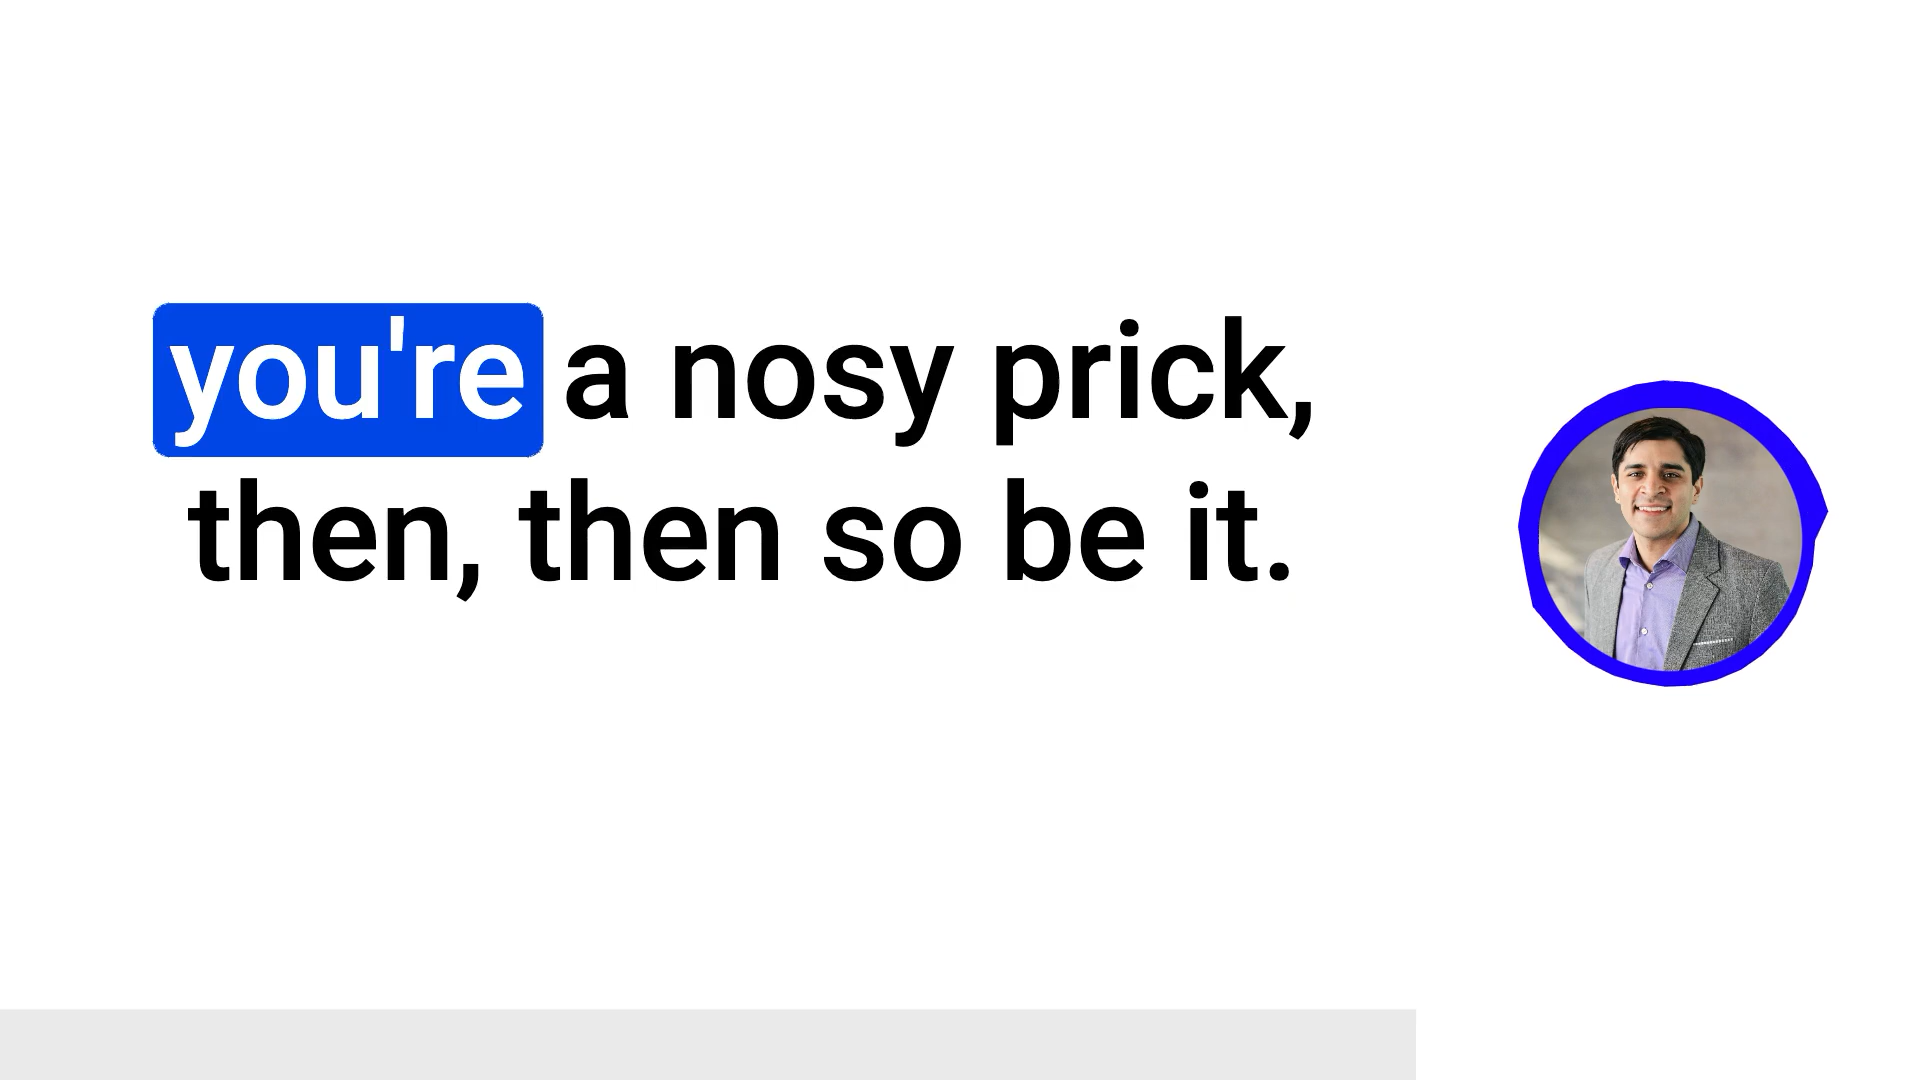 you're a nosy prick,
then, then so be it.